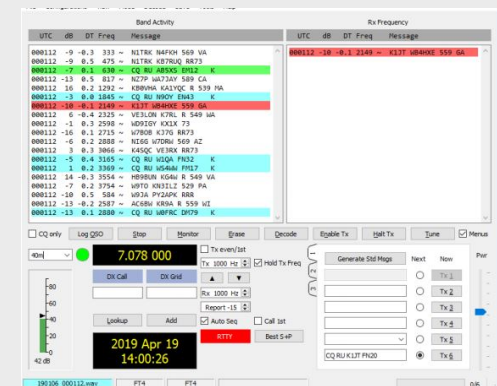 Band Activity
Rx Frequency
UTC dB DT Freq Message
UTC dB DT Freq Message
000112 -9 -0.3 333 ~ N1TRK N4FKH 569 VA
000112 -9 0.5 475 ~ N1TRK KB7RUQ RR73
000112 -7 0.1 630 ~ CQ RU AB5XS EM12 K
000112 -13 0.5 817 ~ NZ7P WA7JAY 589 CA
000112 16 0.2 1292 ~ KB0VHA KA1YQC R 539 MA
000112 -3 0.0 1845 ~ CQ RU N9OY EN43 K
000112 -10 -0.1 2149 ~ K1JT WB4HXE 559 GA
000112 6 -0.4 2325 ~ VE3LON K7RL R 549 WA
000112 -1 0.3 2598 ~ WD9IGY KX1X 73
000112 -16 0.1 2715 ~ W7BOB KJ7G RR73
000112 -6 0.2 2888 ~ NI6G W7DRW 569 AZ
000112 3 0.3 3066 ~ K4SQC VE3RX RR73
000112 -5 0.4 3165 ~ CQ RU W1QA FN32 K
000112 1 0.2 3369 ~ CQ RU WS4WW FM17 K
000112 14 -0.3 3554 ~ HB9BUN KG4W R 549 VA
000112 -7 0.2 3754 ~ W9TO KN3ILZ 529 PA
000112 -10 0.5 584 ~ W9JA PY2APK RRR
000112 -13 -0.2 2587 ~ AC6BW KR9A R 559 WI
000112 -13 0.1 2880 ~ CQ RU W0FRC DM79 K
000112 -10 -0.1 2149 ~ K1JT WB4HXE 559 GA
CQ only
Log QSO
Stop
Monitor
Erase
Decode
Enable Tx
Halt Tx
Tune
Menus
40m
7.078 000
Tx even/1st
Tx 1000 Hz
Hold Tx Freq
DX Call
DX Grid
Rx 1000 Hz
Report -15
Lookup
Add
Auto Seq
Call 1st
RTTY
Best S+P
2019 Apr 19
14:00:26
80
60
40
20
0
42 dB
1
2
3
Generate Std Msgs
Next
Now
Pwr
Tx 1
Tx 2
Tx 3
Tx 4
Tx 5
CQ RU K1JT FN20
Tx 6
190106_000112.wav
FT4
FT4
0/6